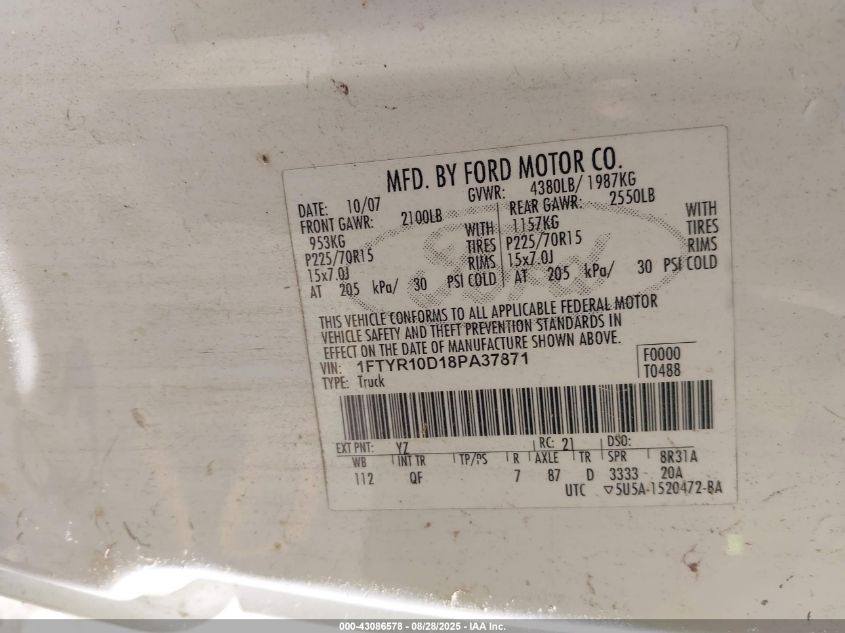 MFD. BY FORD MOTOR CO.
DATE: 10/07 GVWR: 4380LB/ 1987KG
FRONT GAWR: 2100LB REAR GAWR: 2550LB
953KG WITH 1157KG WITH
P225/70R15 TIRES P225/70R15 TIRES
15x7.0J RIMS 15x7.0J RIMS
AT 205 kPa/ 30 PSI COLD AT 205 kPa/ 30 PSI COLD
THIS VEHICLE CONFORMS TO ALL APPLICABLE FEDERAL MOTOR
VEHICLE SAFETY AND THEFT PREVENTION STANDARDS IN
EFFECT ON THE DATE OF MANUFACTURE SHOWN ABOVE.
VIN: 1FTYR10D18PA37871 F0000
TYPE: Truck T0488
EXT PNT: YZ RC: 21 DSO:
WB INT TR TP/PS R AXLE TR SPR 8R31A
112 QF 7 87 D 3333 20A
UTC ▽5U5A-1520472-BA
Ford
000-43086578 - 08/28/2025 - IAA Inc.